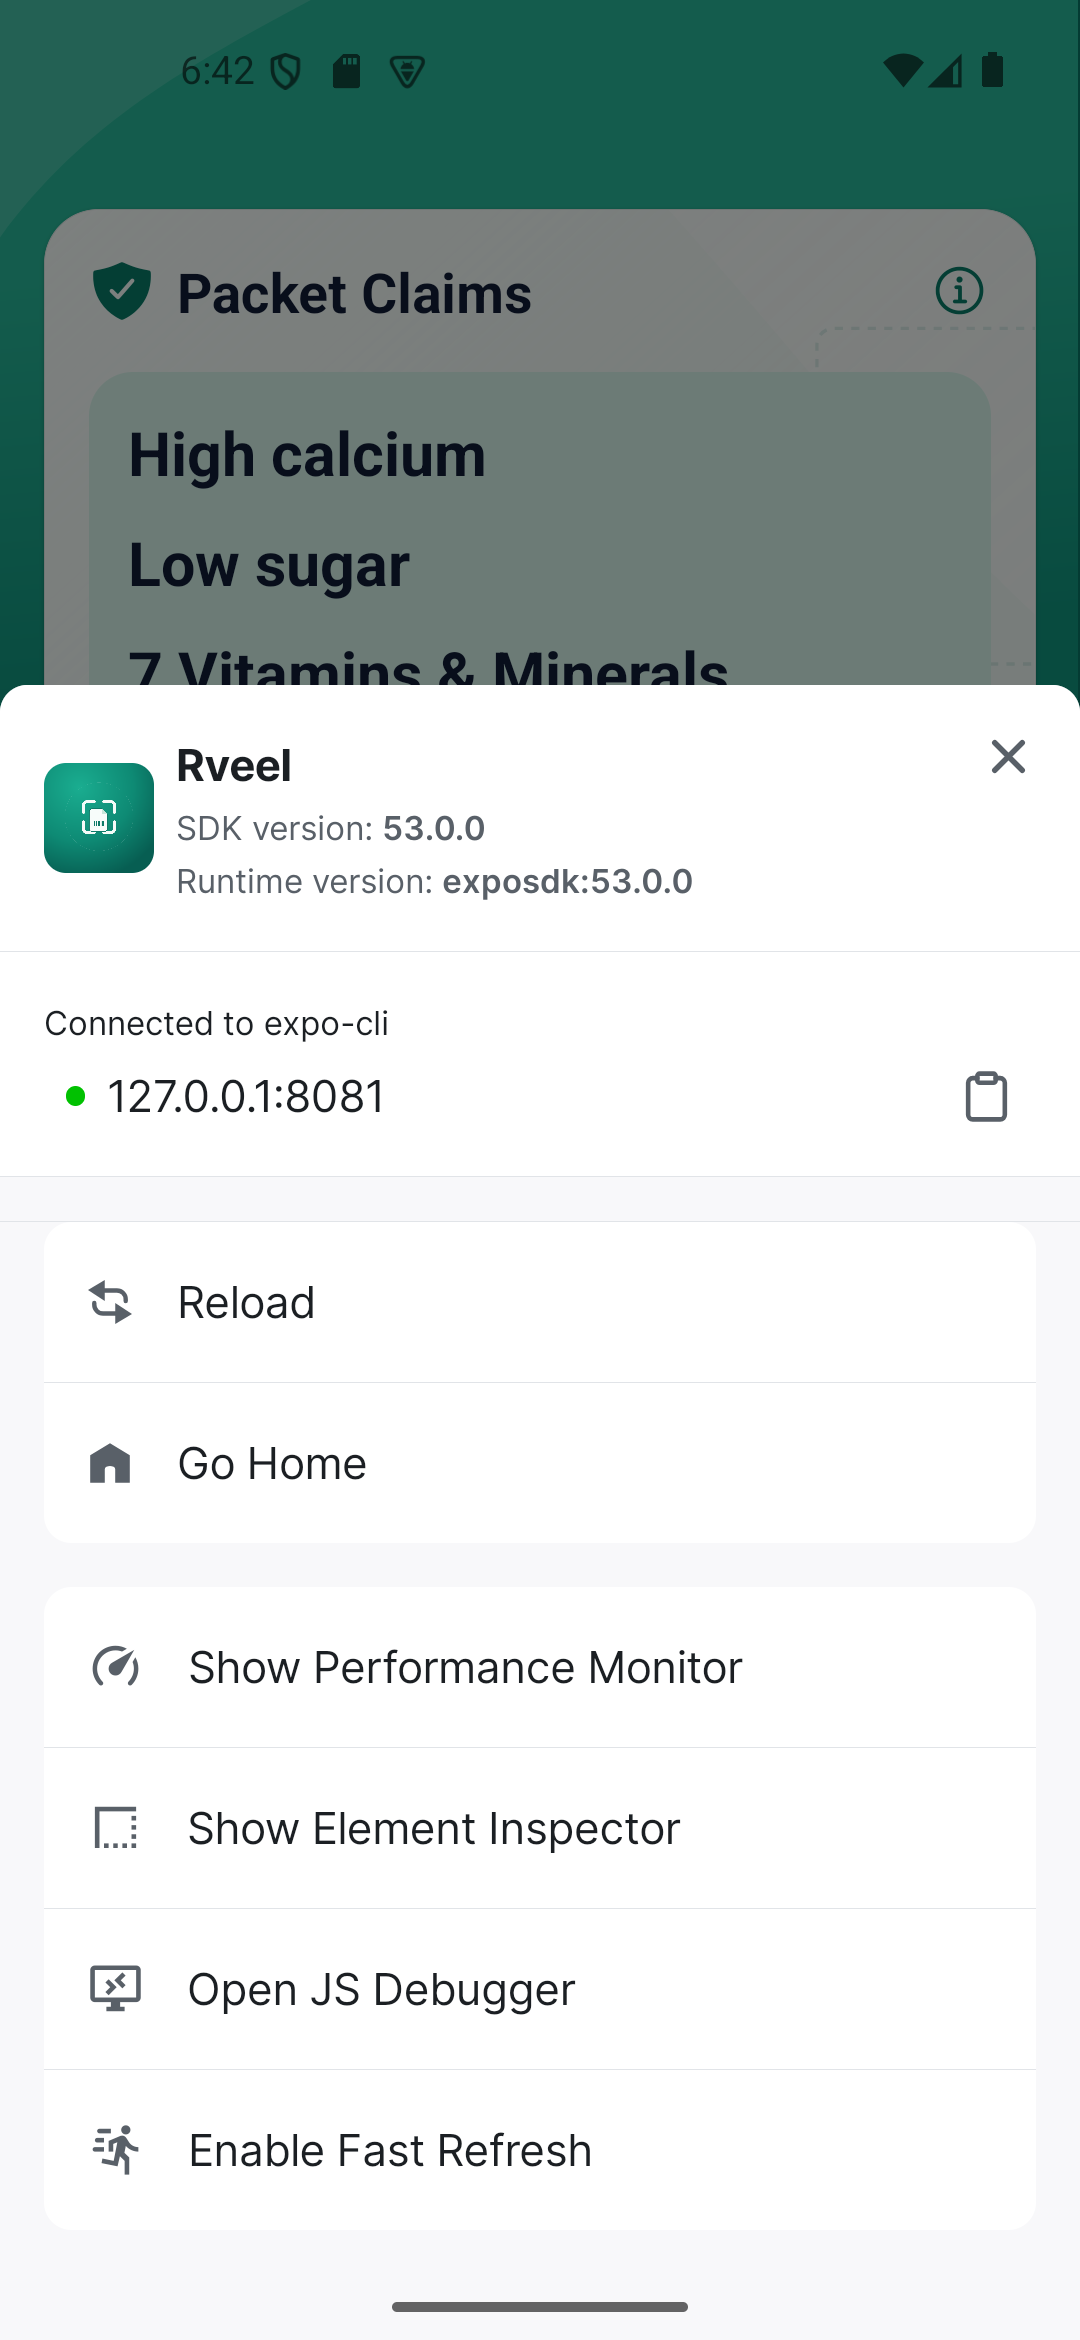 6:42
Packet Claims
High calcium
Low sugar
7 Vitamins & Minerals
Rveel
SDK version: 53.0.0
Runtime version: exposdk:53.0.0
Connected to expo-cli
127.0.0.1:8081
Reload
Go Home
Show Performance Monitor
Show Element Inspector
Open JS Debugger
Enable Fast Refresh